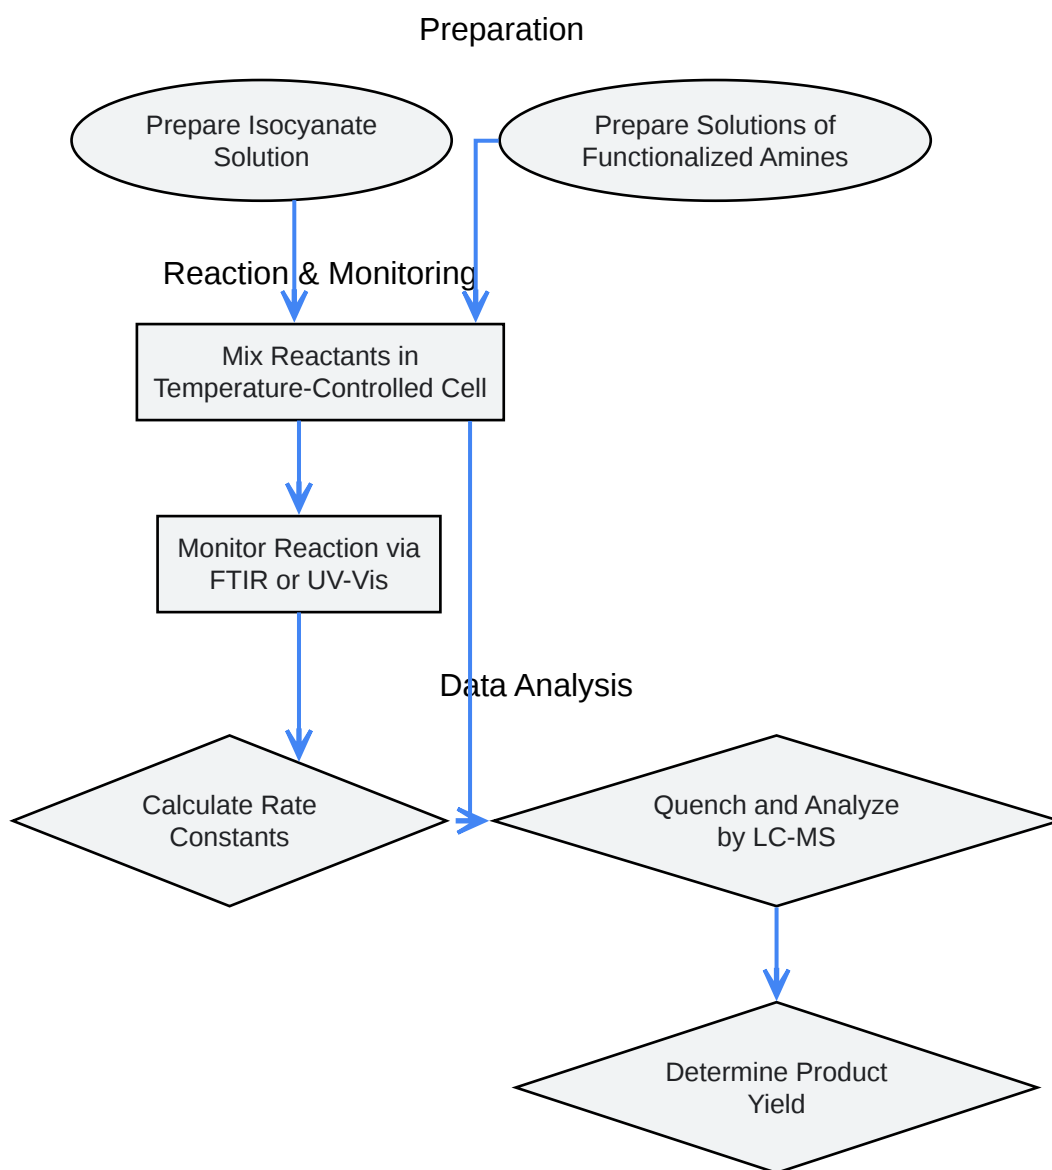 Preparation
Prepare Isocyanate
Solution
Prepare Solutions of
Functionalized Amines
Reaction & Monitoring
Mix Reactants in
Temperature-Controlled Cell
Monitor Reaction via
FTIR or UV-Vis
Data Analysis
Calculate Rate
Constants
Quench and Analyze
by LC-MS
Determine Product
Yield